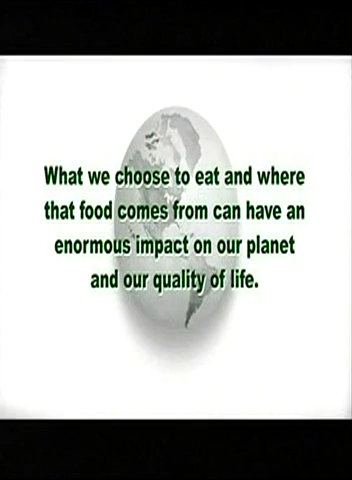 What we choose to eat and where
that food comes from can have an
enormous impact on our planet
and our quality of life.